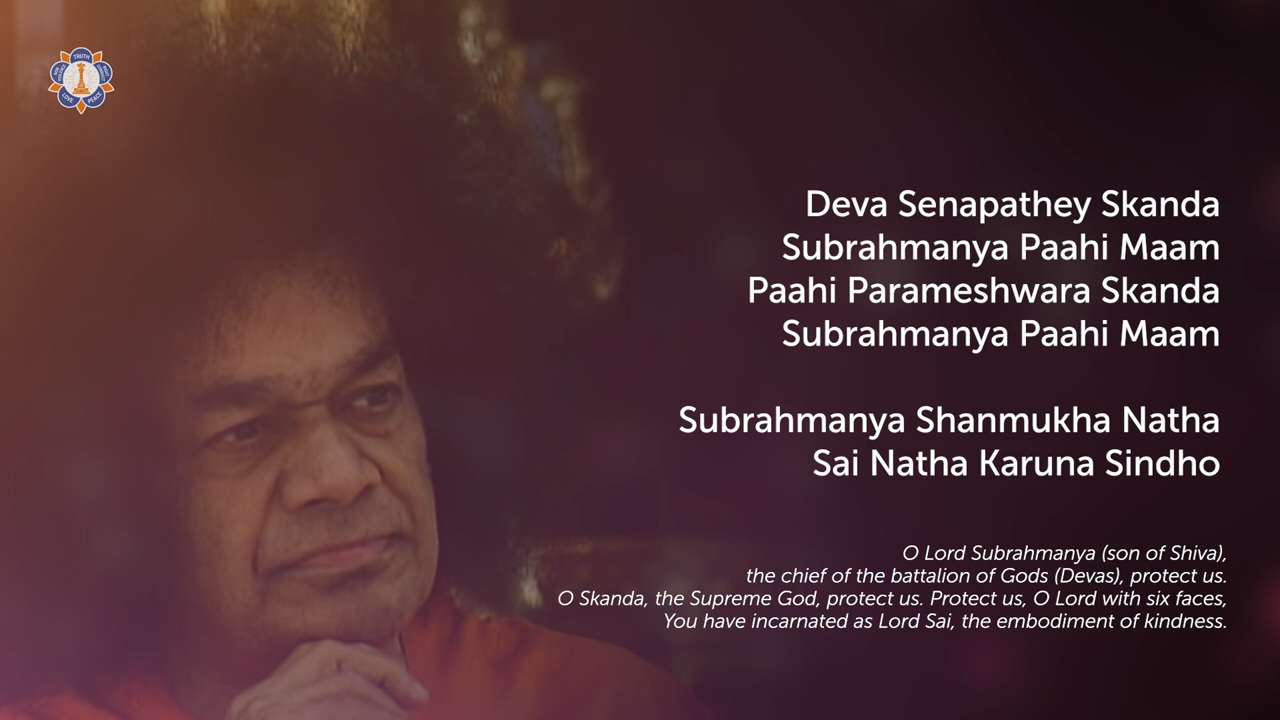 TRUTH
LOVE
PEACE
Deva Senapathey Skanda
Subrahmanya Paahi Maam
Paahi Parameshwara Skanda
Subrahmanya Paahi Maam
Subrahmanya Shanmukha Natha
Sai Natha Karuna Sindho
O Lord Subrahmanya (son of Shiva),
the chief of the battalion of Gods (Devas), protect us.
O Skanda, the Supreme God, protect us. Protect us, O Lord with six faces,
You have incarnated as Lord Sai, the embodiment of kindness.